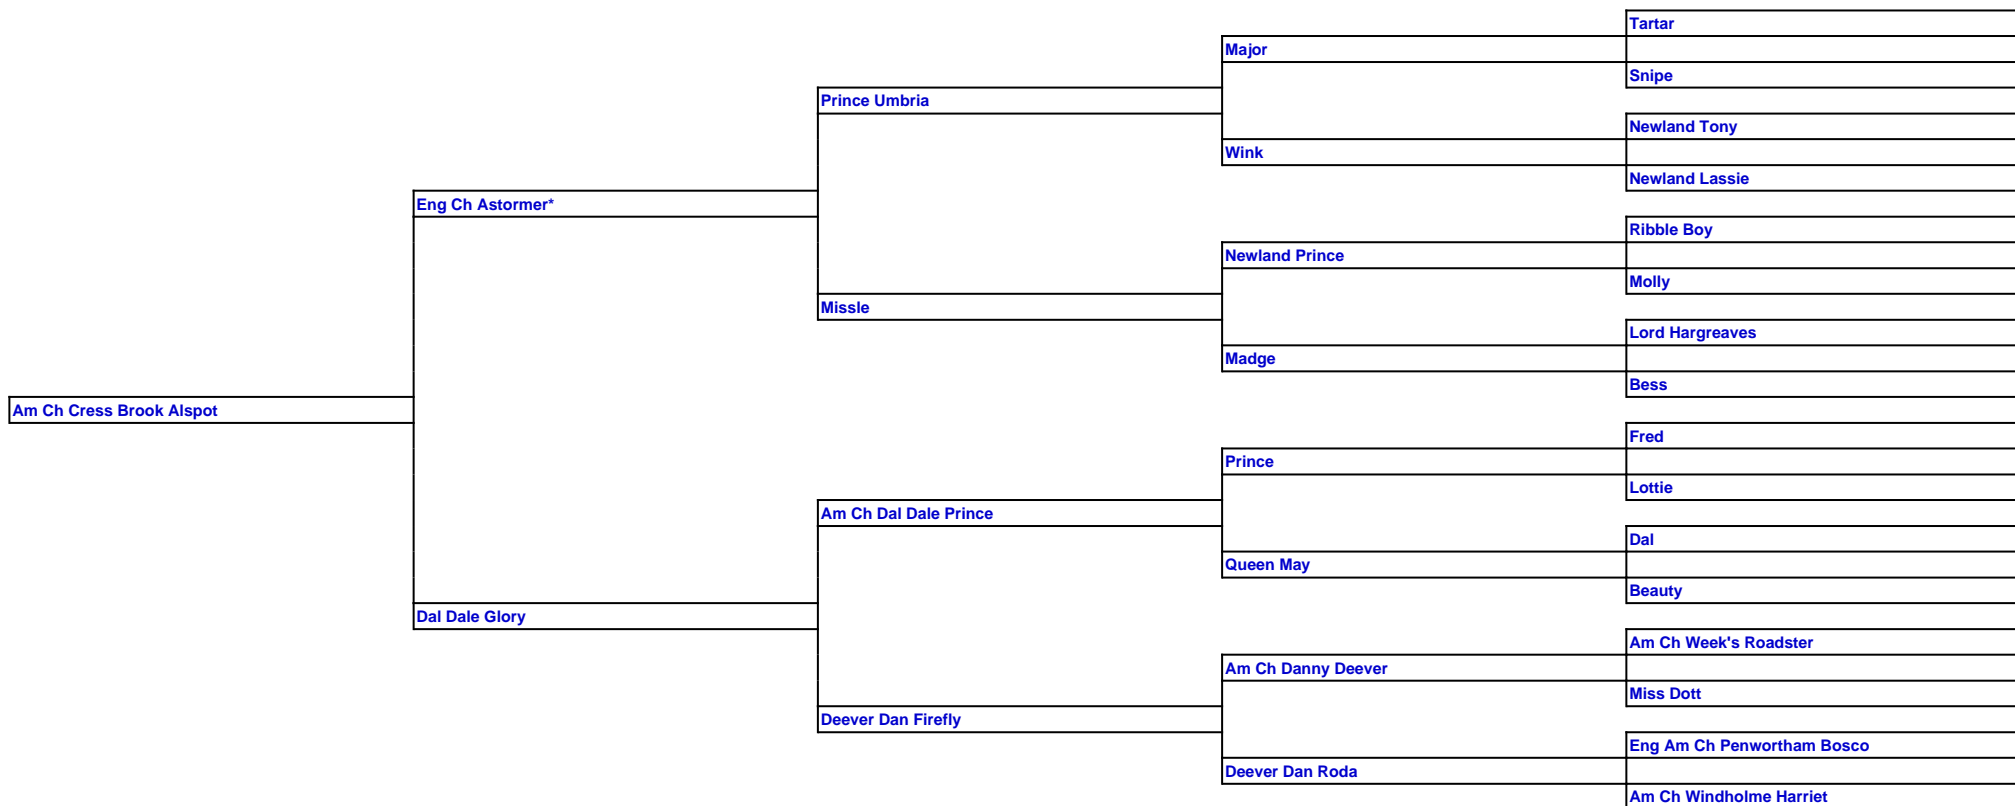 Tartar
Major
Snipe
Prince Umbria
Newland Tony
Wink
Newland Lassie
Eng Ch Astormer*
Ribble Boy
Newland Prince
Molly
Missle
Lord Hargreaves
Madge
Bess
Am Ch Cress Brook Alspot
Fred
Prince
Lottie
Am Ch Dal Dale Prince
Dal
Queen May
Beauty
Dal Dale Glory
Am Ch Week's Roadster
Am Ch Danny Deever
Miss Dott
Deever Dan Firefly
Eng Am Ch Penwortham Bosco
Deever Dan Roda
Am Ch Windholme Harriet